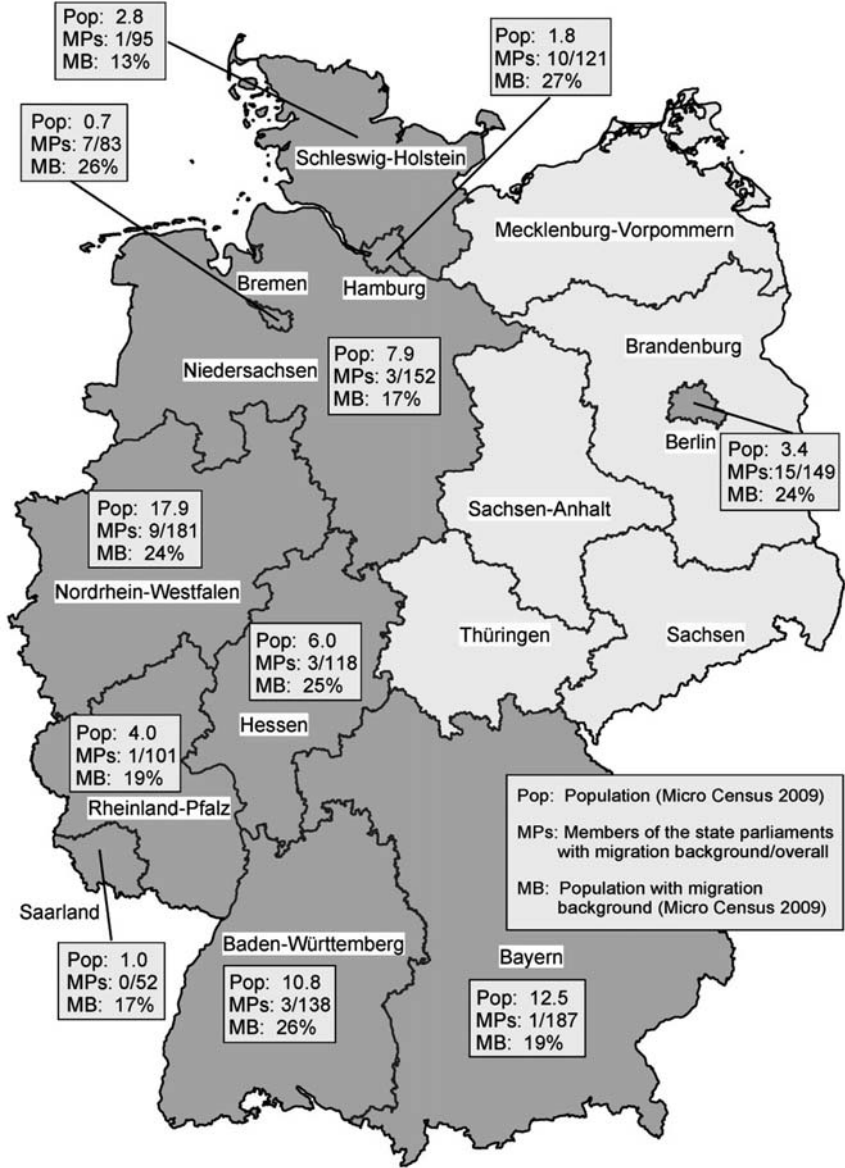 Pop: 2.8
MPs: 1/95
MB: 13%
Pop: 1.8
MPs: 10/121
MB: 27%
Pop: 0.7
MPs: 7/83
MB: 26%
Schleswig-Holstein
Mecklenburg-Vorpommern
Bremen
Hamburg
Niedersachsen
Pop: 7.9
MPs: 3/152
MB: 17%
Brandenburg
Berlin
Pop: 3.4
MPs:15/149
MB: 24%
Pop: 17.9
MPs: 9/181
MB: 24%
Nordrhein-Westfalen
Sachsen-Anhalt
Thüringen
Sachsen
Pop: 6.0
MPs: 3/118
MB: 25%
Hessen
Pop: 4.0
MPs: 1/101
MB: 19%
Rheinland-Pfalz
Saarland
Pop: 1.0
MPs: 0/52
MB: 17%
Baden-Württemberg
Pop: 10.8
MPs: 3/138
MB: 26%
Bayern
Pop: 12.5
MPs: 1/187
MB: 19%
Pop: Population (Micro Census 2009)
MPs: Members of the state parliaments
with migration background/overall
MB: Population with migration
background (Micro Census 2009)